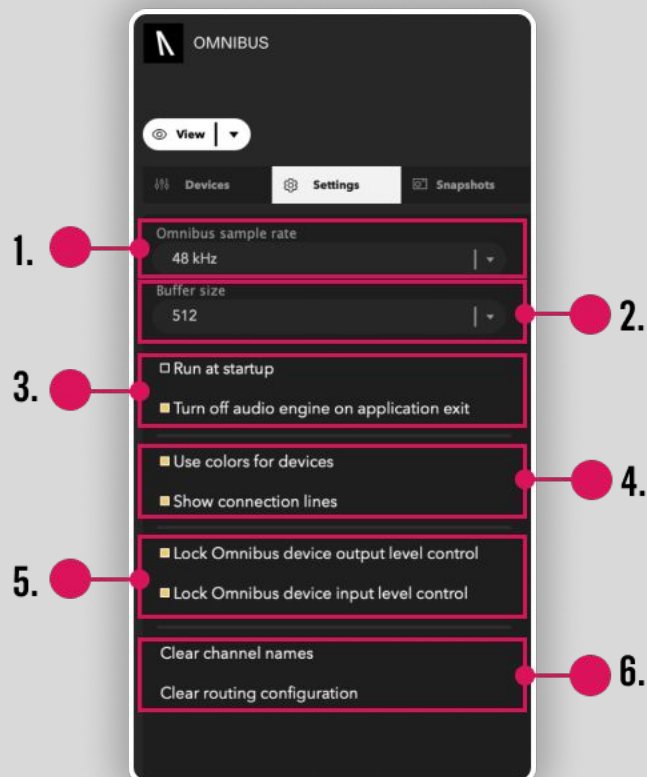 OMNIBUS
View
Devices Settings Snapshots
1.
Omnibus sample rate
48 kHz
Buffer size
512
2.
3.
Run at startup
Turn off audio engine on application exit
Use colors for devices
4.
Show connection lines
5.
Lock Omnibus device output level control
Lock Omnibus device input level control
Clear channel names
6.
Clear routing configuration